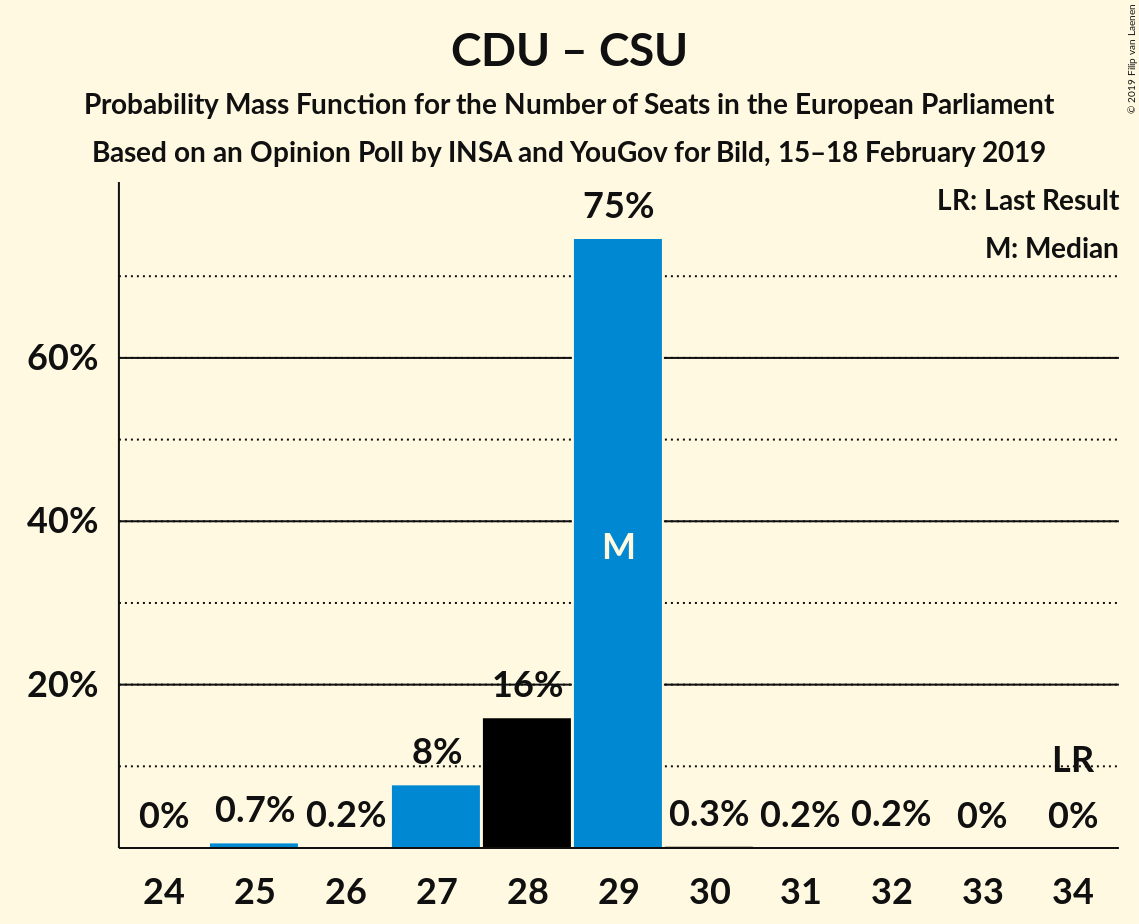 CDU – CSU
Probability Mass Function for the Number of Seats in the European Parliament
Based on an Opinion Poll by INSA and YouGov for Bild, 15–18 February 2019
© 2019 Filip van Laenen
LR: Last Result
M: Median
75%
60%
40%
M
20%
16%
8%
LR
0%
0.7%
0.2%
0.3%
0.2%
0.2%
0%
0%
24 25 26 27 28 29 30 31 32 33 34